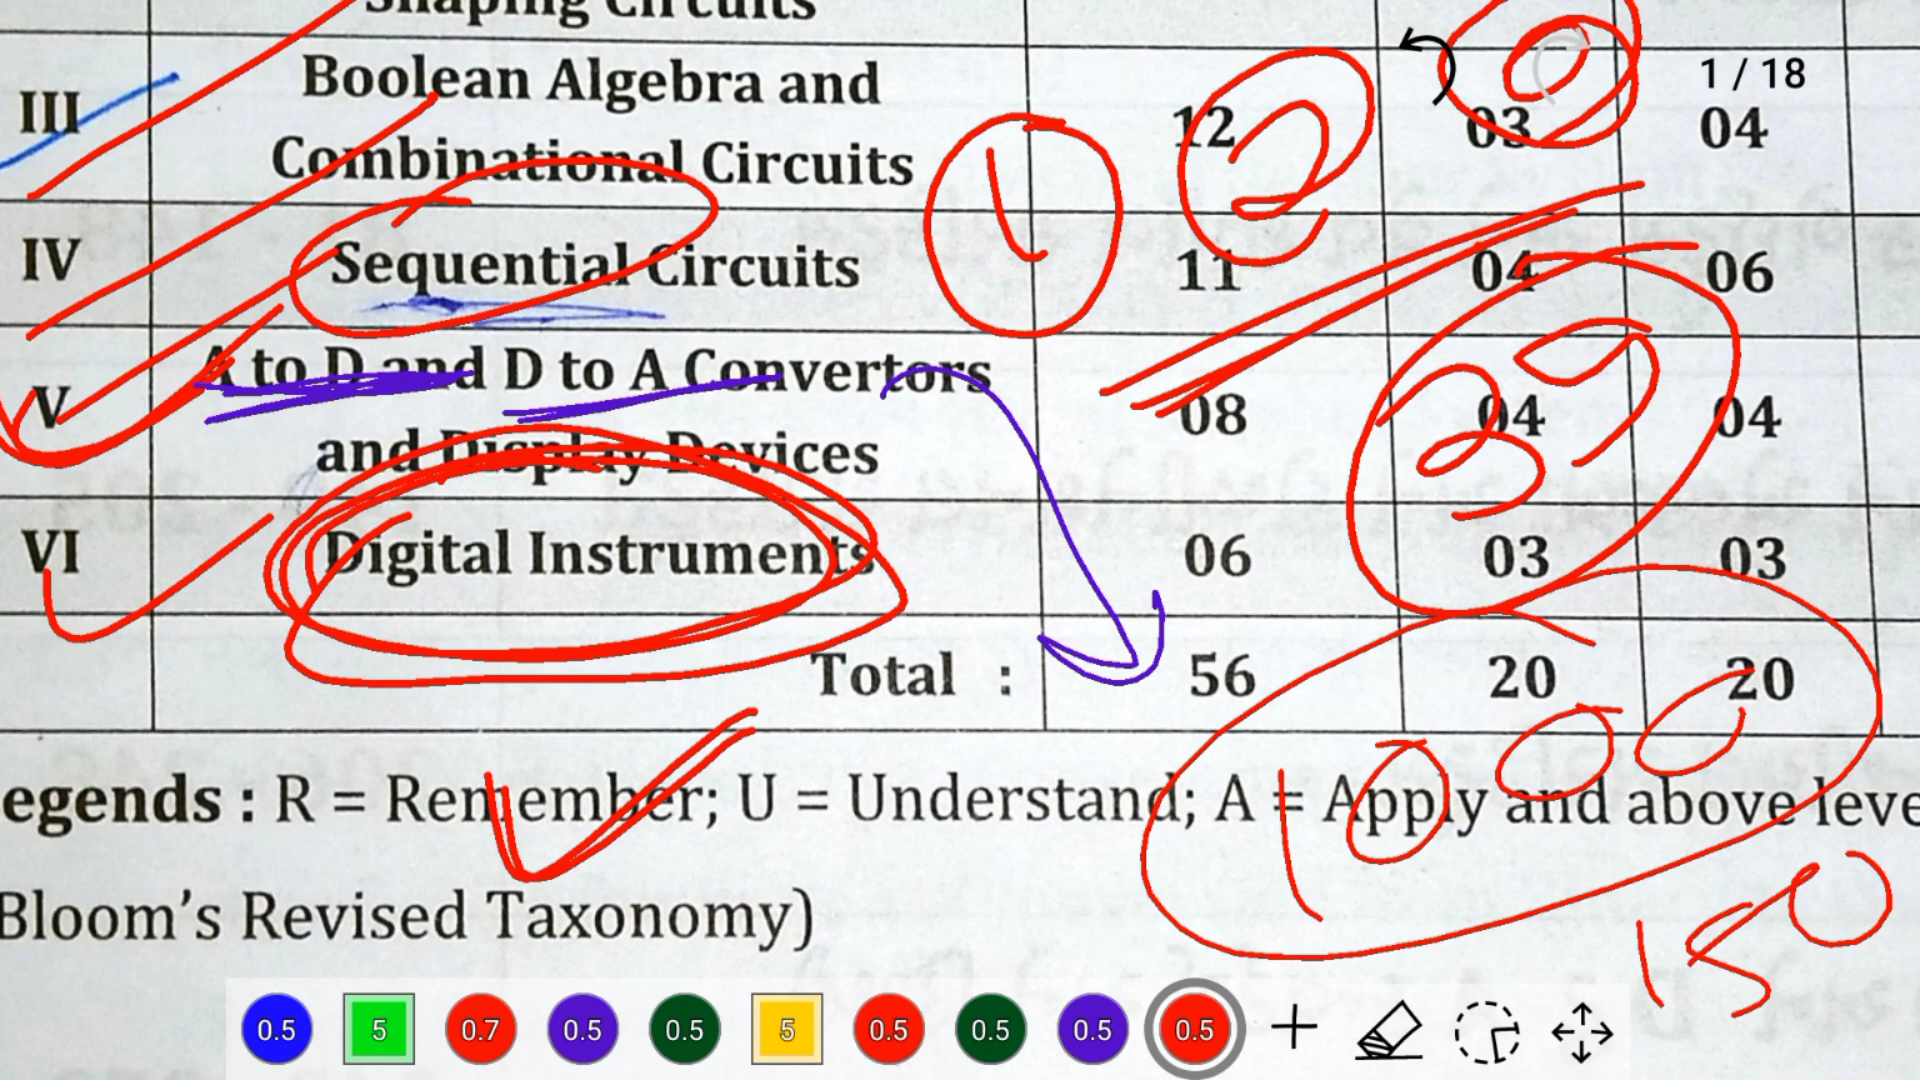 Shaping Circuits
III Boolean Algebra and Combinational Circuits 12 03 04
IV Sequential Circuits 11 04 06
V A to D and D to A Convertors and Display Devices 08 04 04
VI Digital Instruments 06 03 03
Total : 56 20 20
egends : R = Remember; U = Understand; A = Apply and above leve
Bloom's Revised Taxonomy)
1 / 18
1000
150
0.5 5 0.7 0.5 0.5 5 0.5 0.5 0.5 0.5